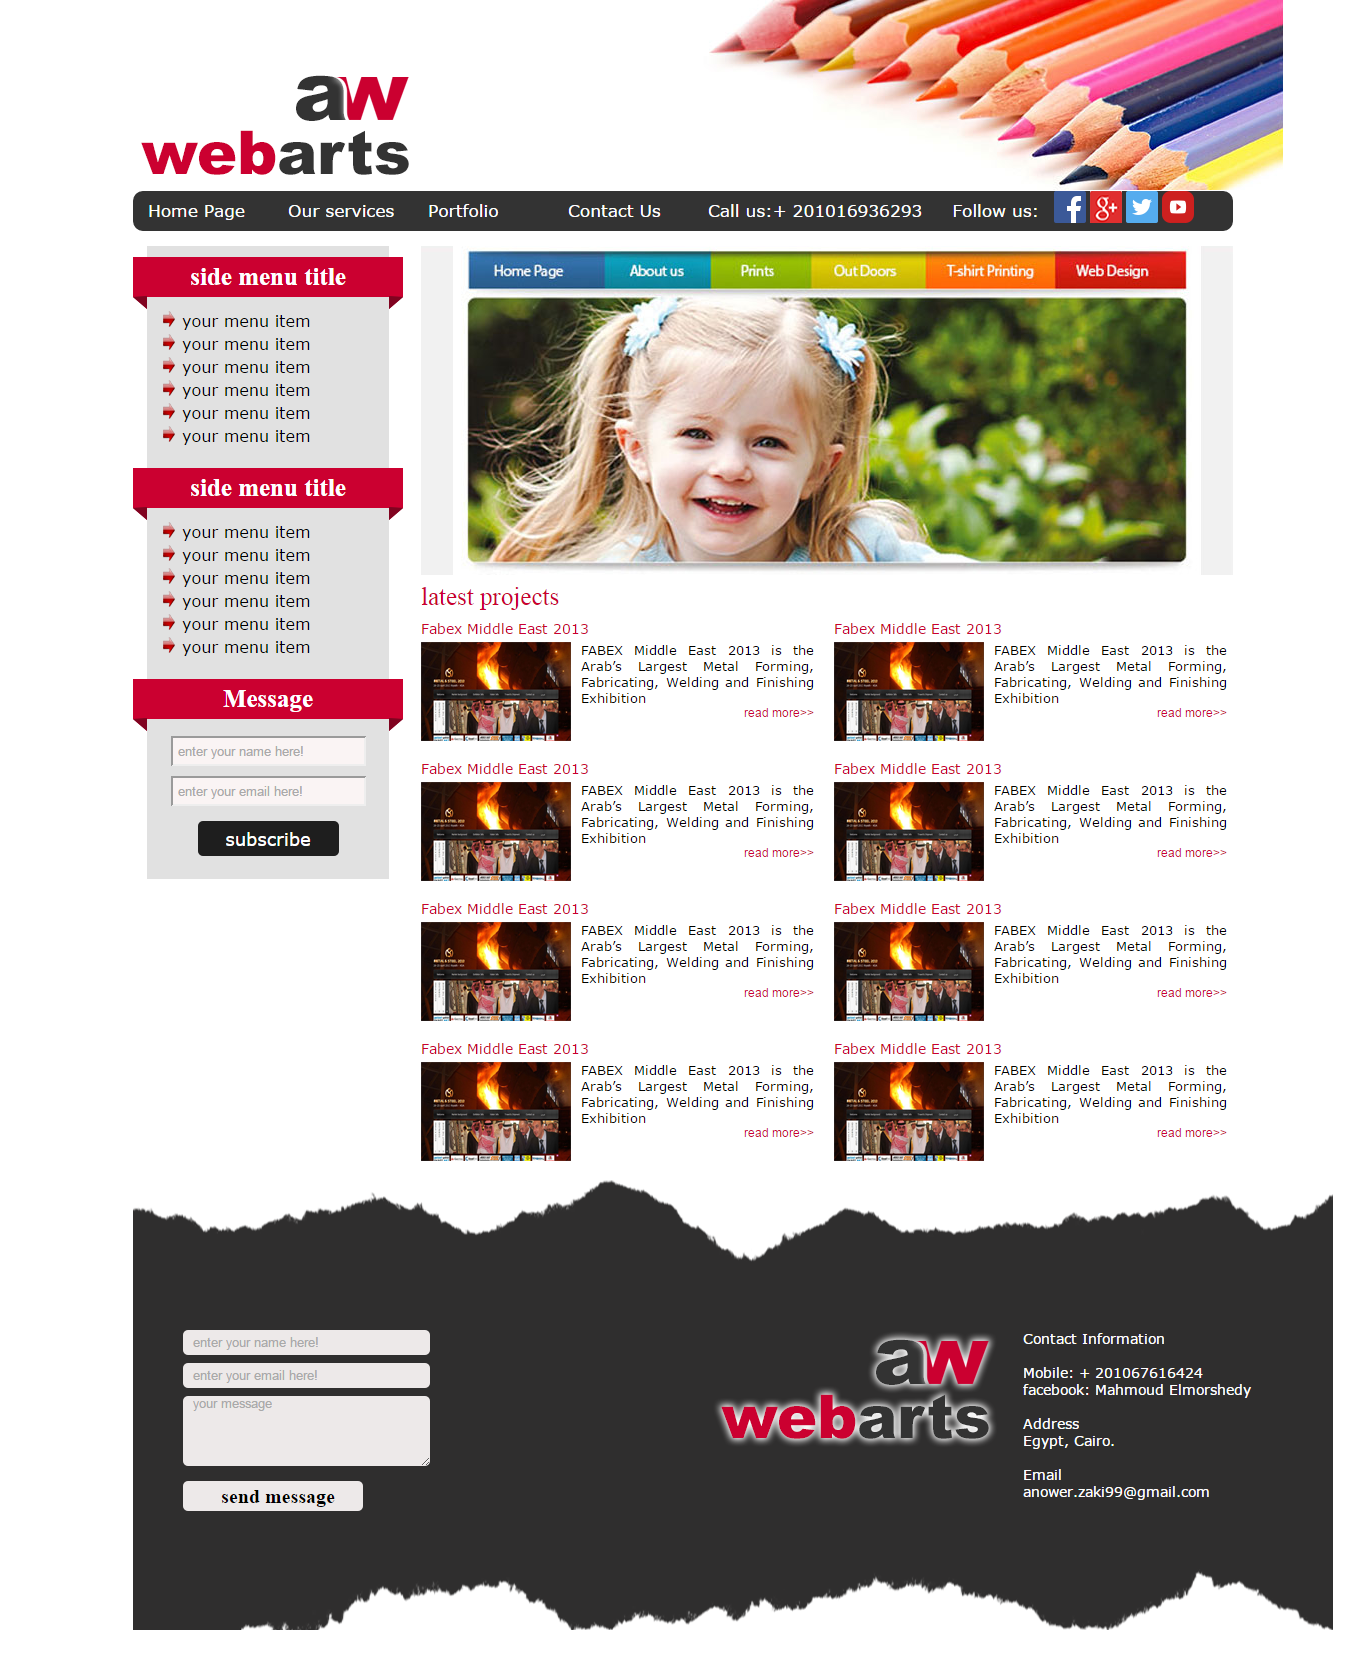 aw
webarts
Home Page Our services Portfolio Contact Us Call us:+ 201016936293 Follow us:
side menu title
your menu item
your menu item
your menu item
your menu item
your menu item
your menu item
side menu title
your menu item
your menu item
your menu item
your menu item
your menu item
your menu item
Message
enter your name here!
enter your email here!
subscribe
Home Page About us Prints Out Doors T-shirt Printing Web Design
latest projects
Fabex Middle East 2013
FABEX Middle East 2013 is the
Arab’s Largest Metal Forming,
Fabricating, Welding and Finishing
Exhibition
read more>>
Fabex Middle East 2013
FABEX Middle East 2013 is the
Arab’s Largest Metal Forming,
Fabricating, Welding and Finishing
Exhibition
read more>>
Fabex Middle East 2013
FABEX Middle East 2013 is the
Arab’s Largest Metal Forming,
Fabricating, Welding and Finishing
Exhibition
read more>>
Fabex Middle East 2013
FABEX Middle East 2013 is the
Arab’s Largest Metal Forming,
Fabricating, Welding and Finishing
Exhibition
read more>>
Fabex Middle East 2013
FABEX Middle East 2013 is the
Arab’s Largest Metal Forming,
Fabricating, Welding and Finishing
Exhibition
read more>>
Fabex Middle East 2013
FABEX Middle East 2013 is the
Arab’s Largest Metal Forming,
Fabricating, Welding and Finishing
Exhibition
read more>>
Fabex Middle East 2013
FABEX Middle East 2013 is the
Arab’s Largest Metal Forming,
Fabricating, Welding and Finishing
Exhibition
read more>>
Fabex Middle East 2013
FABEX Middle East 2013 is the
Arab’s Largest Metal Forming,
Fabricating, Welding and Finishing
Exhibition
read more>>
enter your name here!
enter your email here!
your message
send message
aw
webarts
Contact Information
Mobile: + 201067616424
facebook: Mahmoud Elmorshedy
Address
Egypt, Cairo.
Email
anower.zaki99@gmail.com